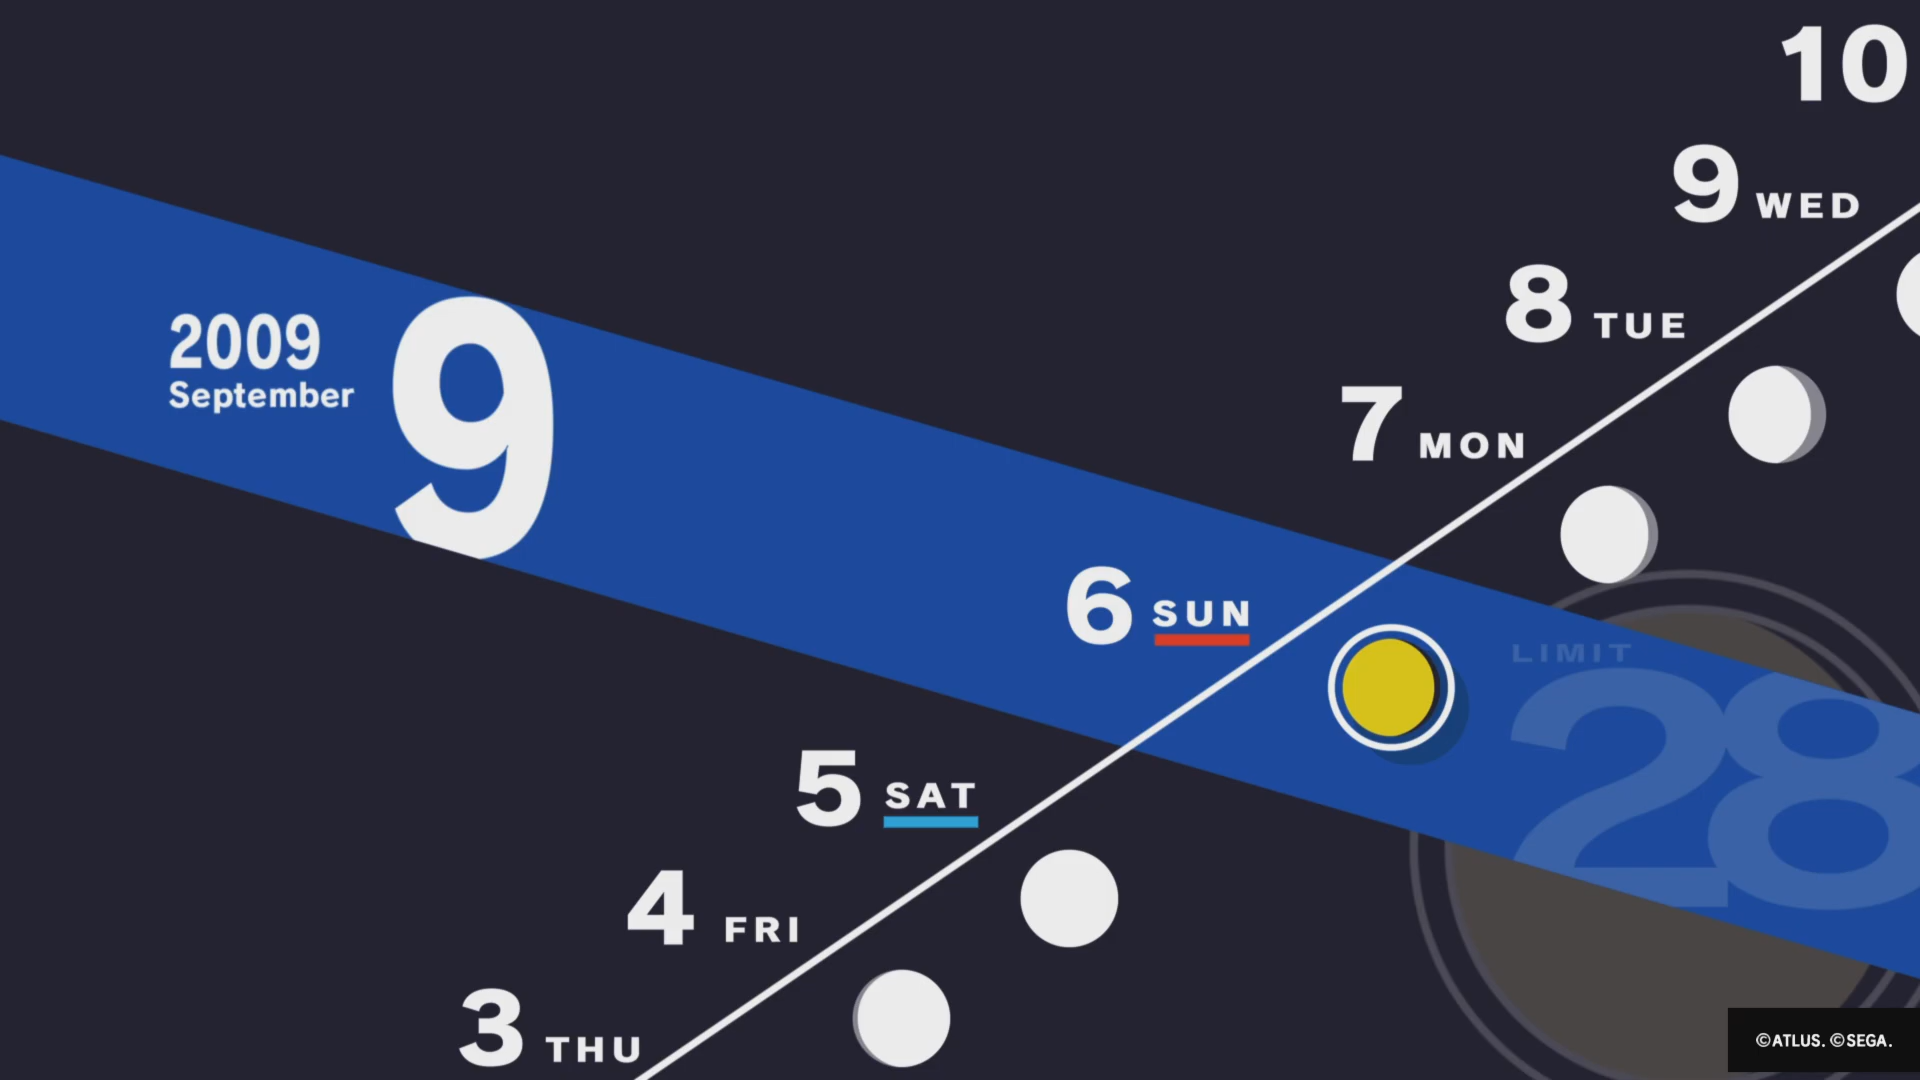 2009
September
9
10
9 WED
8 TUE
7 MON
6 SUN
5 SAT
4 FRI
3 THU
LIMIT
28
©ATLUS. ©SEGA.